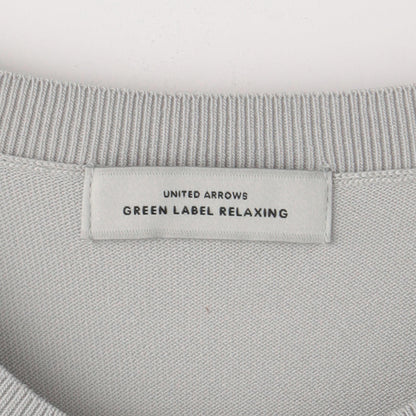 UNITED ARROWS
GREEN LABEL RELAXING